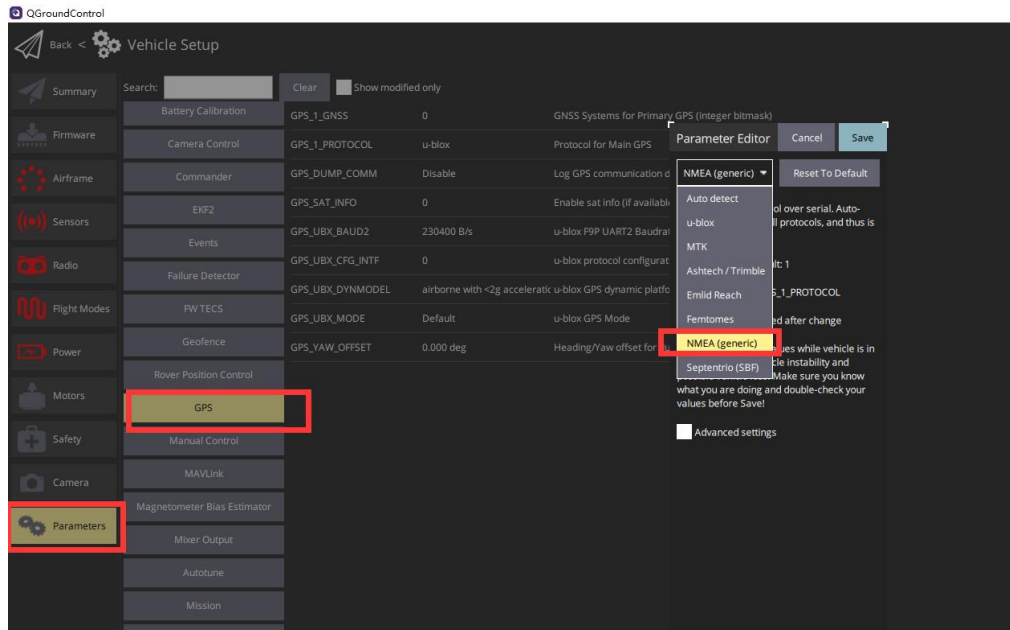 QGroundControl
Back < Vehicle Setup
Summary
Firmware
Airframe
Sensors
Radio
Flight Modes
Power
Motors
Safety
Camera
Parameters
Search:
Clear
Show modified only
Battery Calibration
Camera Control
Commander
EKF2
Events
Failure Detector
FW TECS
Geofence
Rover Position Control
GPS
Manual Control
MAVLink
Magnetometer Bias Estimator
Mixer Output
Autotune
Mission
GPS_1_GNSS 0 GNSS Systems for Primary GPS (integer bitmask)
GPS_1_PROTOCOL u-blox Protocol for Main GPS
GPS_DUMP_COMM Disable Log GPS communication d
GPS_SAT_INFO 0 Enable sat info (if availabl
GPS_UBX_BAUD2 230400 B/s u-blox F9P UART2 Baudra
GPS_UBX_CFG_INTF 0 u-blox protocol configurat
GPS_UBX_DYNMODEL airborne with <2g acceleratic u-blox GPS dynamic platfo
GPS_UBX_MODE Default u-blox GPS Mode
GPS_YAW_OFFSET 0.000 deg Heading/Yaw offset for
Parameter Editor
Cancel
Save
NMEA (generic)
Reset To Default
Auto detect
u-blox
MTK
Ashtech / Trimble
Emlid Reach
Femtomes
NMEA (generic)
Septentrio (SBF)
ol over serial. Auto-
ll protocols, and thus is
lt: 1
S_1_PROTOCOL
ed after change
ues while vehicle is in
cle instability and
Make sure you know
what you are doing and double-check your
values before Save!
Advanced settings